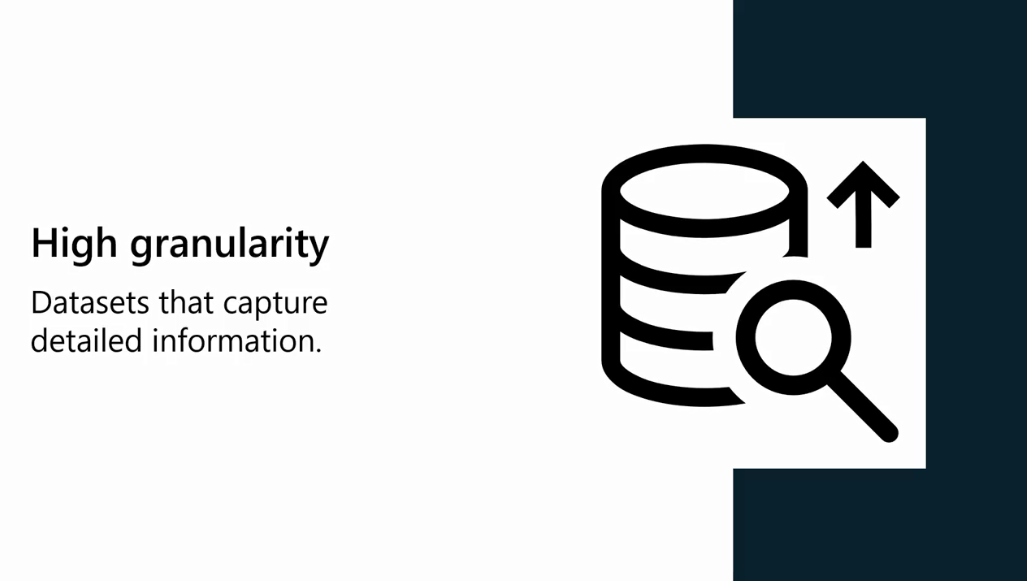 High granularity
Datasets that capture
detailed information.